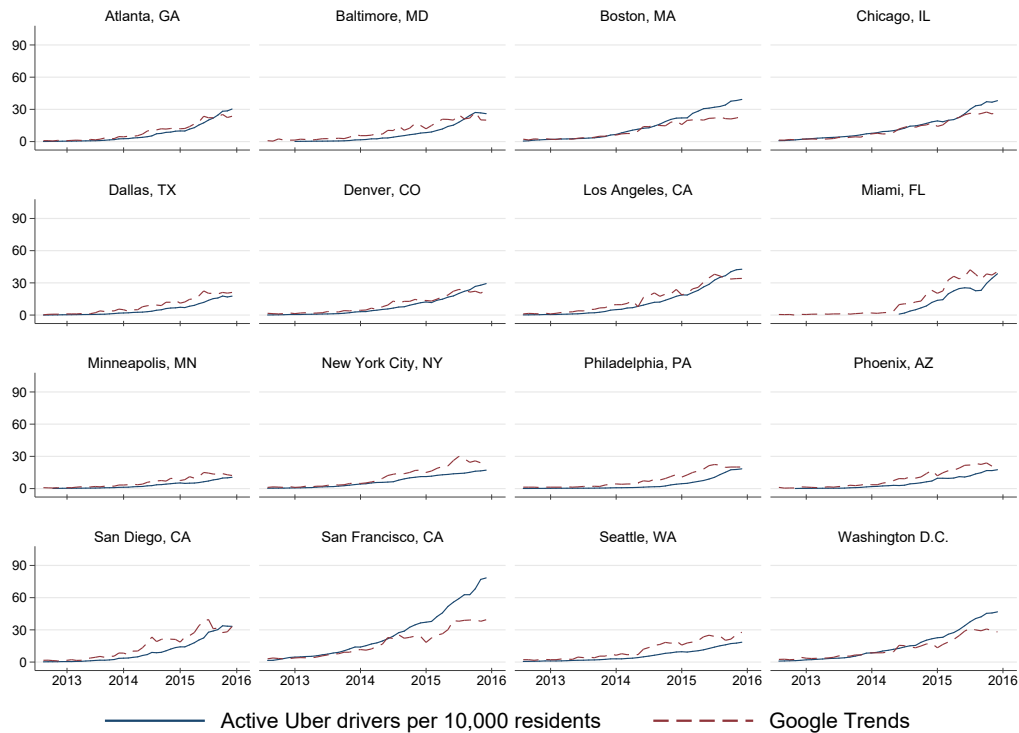 Atlanta, GA Baltimore, MD Boston, MA Chicago, IL
90
60
30
0
Dallas, TX Denver, CO Los Angeles, CA Miami, FL
90
60
30
0
Minneapolis, MN New York City, NY Philadelphia, PA Phoenix, AZ
90
60
30
0
San Diego, CA San Francisco, CA Seattle, WA Washington D.C.
90
60
30
0
2013 2014 2015 2016 2013 2014 2015 2016 2013 2014 2015 2016 2013 2014 2015 2016
Active Uber drivers per 10,000 residents Google Trends